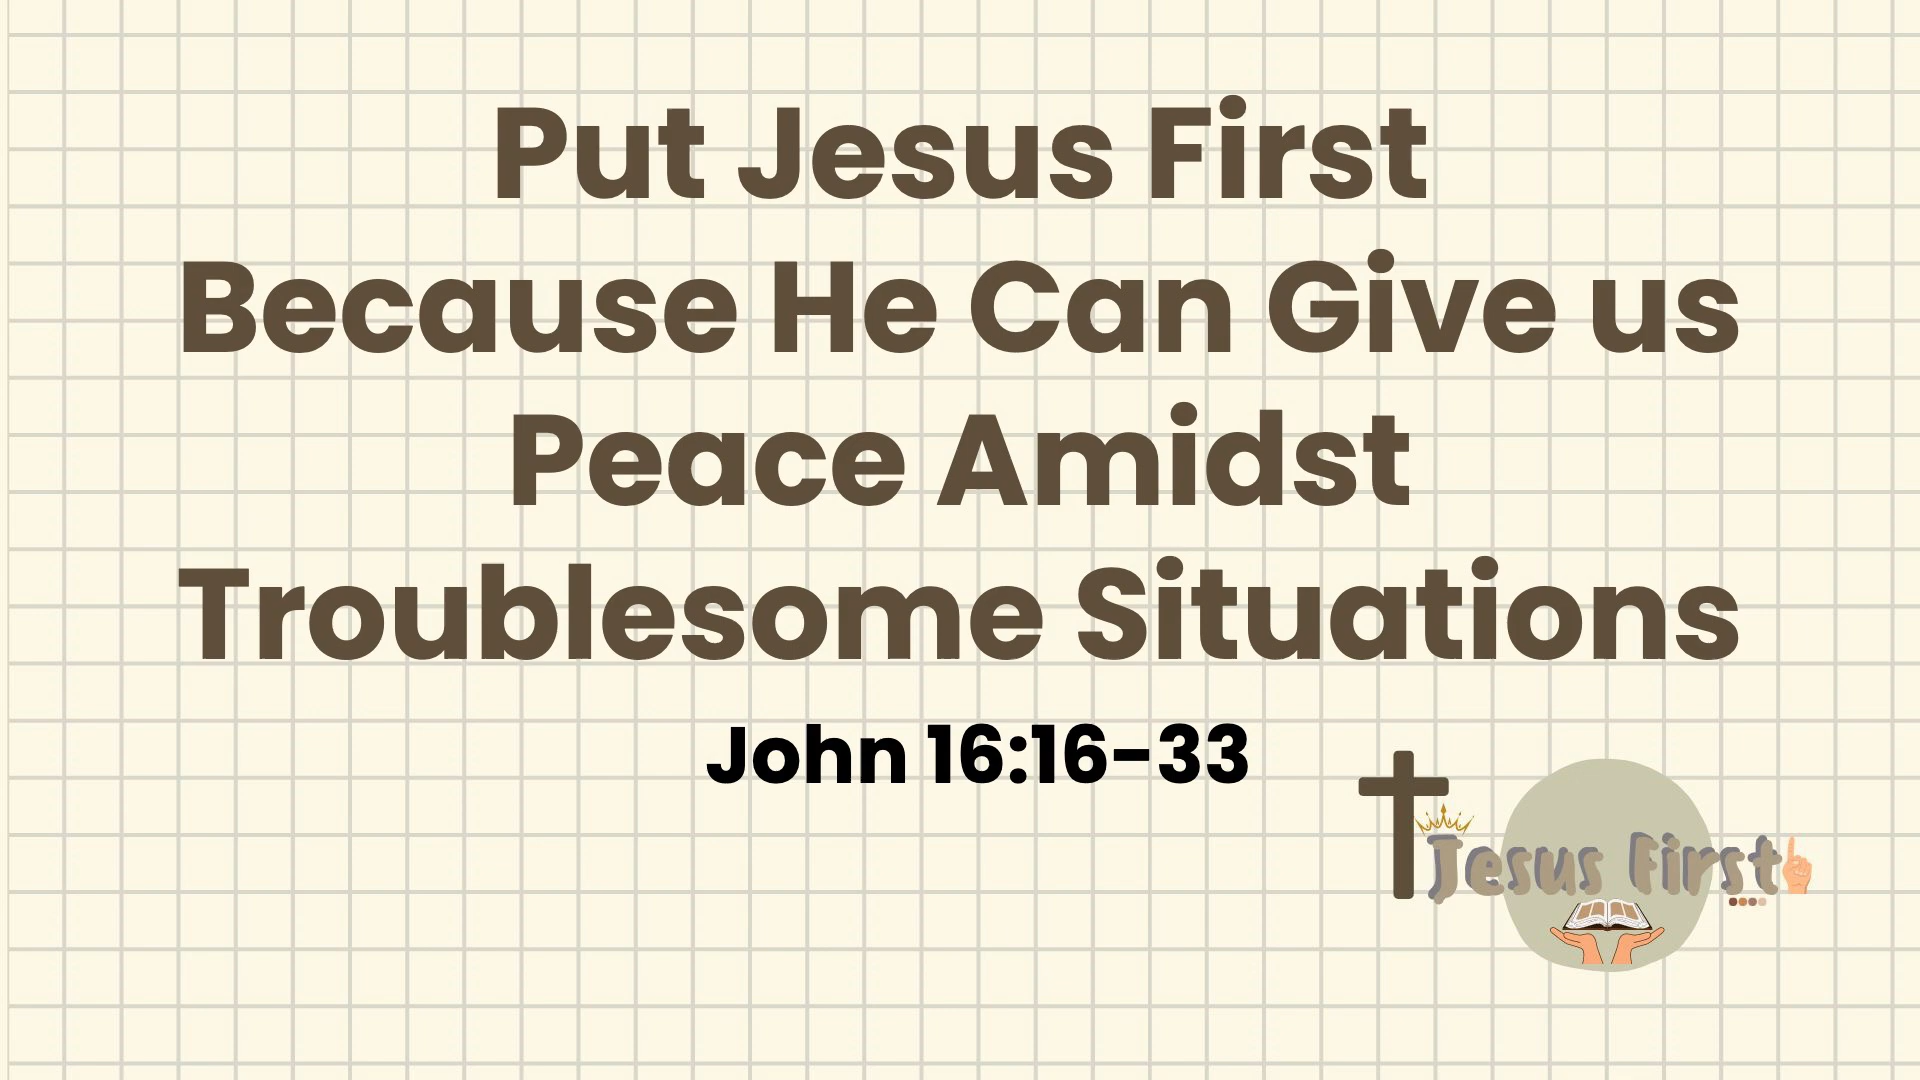 Put Jesus First
Because He Can Give us
Peace Amidst
Troublesome Situations
John 16:16-33
Jesus First